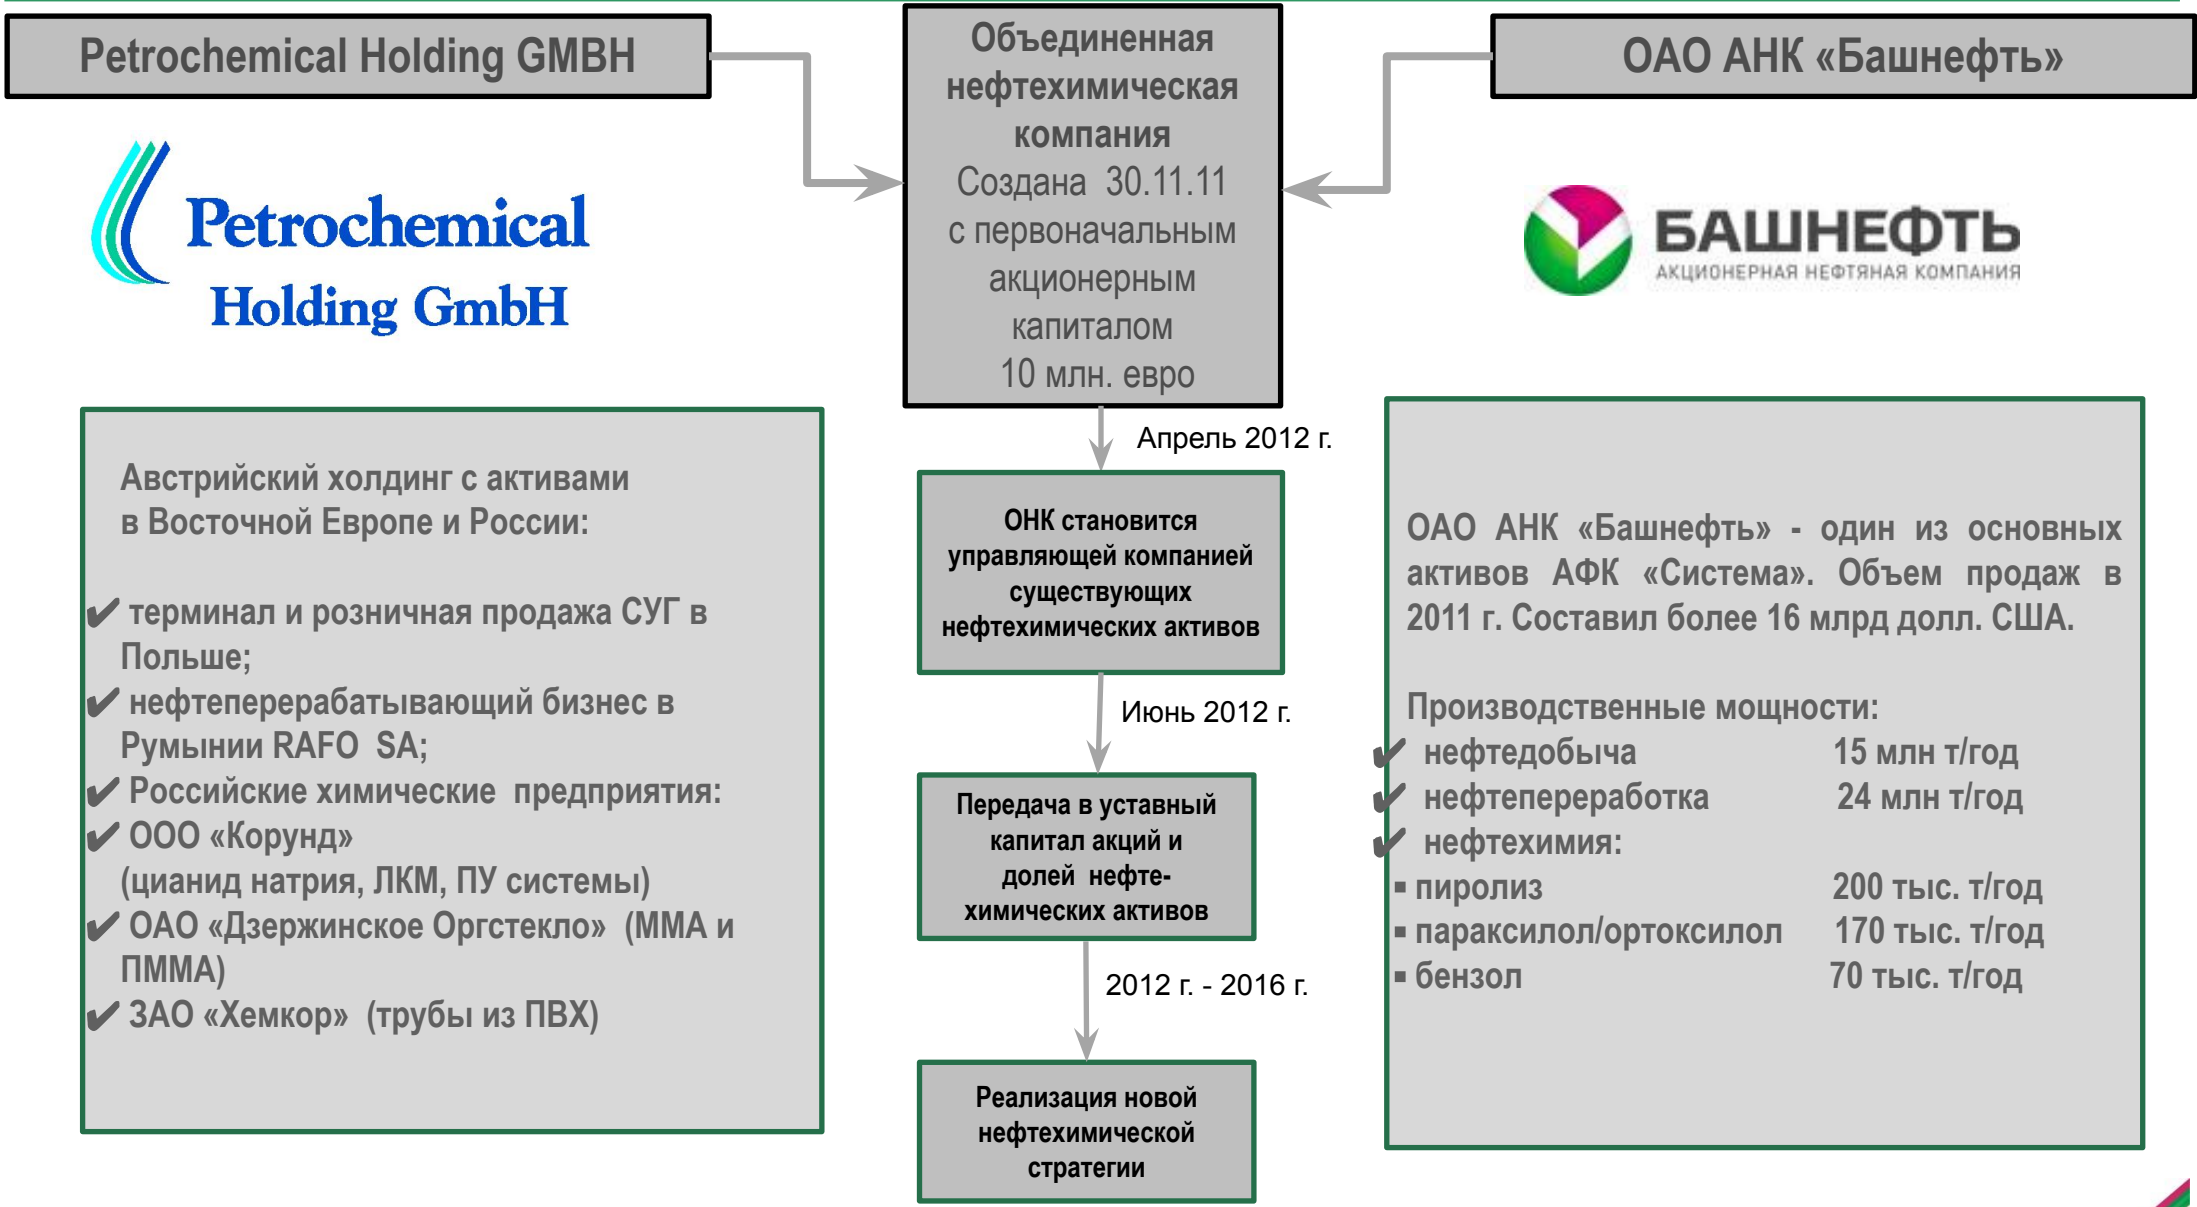 Petrochemical Holding GMBH
Petrochemical
Holding GmbH
Австрийский холдинг с активами
в Восточной Европе и России:
✔ терминал и розничная продажа СУГ в
Польше;
✔ нефтеперерабатывающий бизнес в
Румынии RAFO SA;
✔ Российские химические предприятия:
✔ ООО «Корунд»
(цианид натрия, ЛКМ, ПУ системы)
✔ ОАО «Дзержинское Оргстекло» (ММА и
ПММА)
✔ ЗАО «Хемкор» (трубы из ПВХ)
Объединенная
нефтехимическая
компания
Создана 30.11.11
с первоначальным
акционерным
капиталом
10 млн. евро
Апрель 2012 г.
ОНК становится
управляющей компанией
существующих
нефтехимических активов
Июнь 2012 г.
Передача в уставный
капитал акций и
долей нефте-
химических активов
2012 г. - 2016 г.
Реализация новой
нефтехимической
стратегии
ОАО АНК «Башнефть»
БАШНЕФТЬ
АКЦИОНЕРНАЯ НЕФТЯНАЯ КОМПАНИЯ
ОАО АНК «Башнефть» - один из основных
активов АФК «Система». Объем продаж в
2011 г. Составил более 16 млрд долл. США.
Производственные мощности:
✔ нефтедобыча 15 млн т/год
✔ нефтепереработка 24 млн т/год
✔ нефтехимия:
▪ пиролиз 200 тыс. т/год
▪ параксилол/ортоксилол 170 тыс. т/год
▪ бензол 70 тыс. т/год